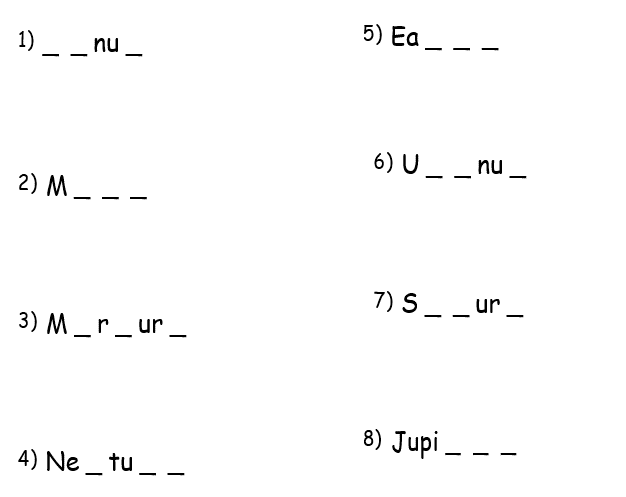 1) _ _ nu _
2) M _ _ _
3) M _ r _ ur _
4) Ne _ tu _ _
5) Ea _ _ _
6) U _ _ nu _
7) S _ _ ur _
8) Jupi _ _ _